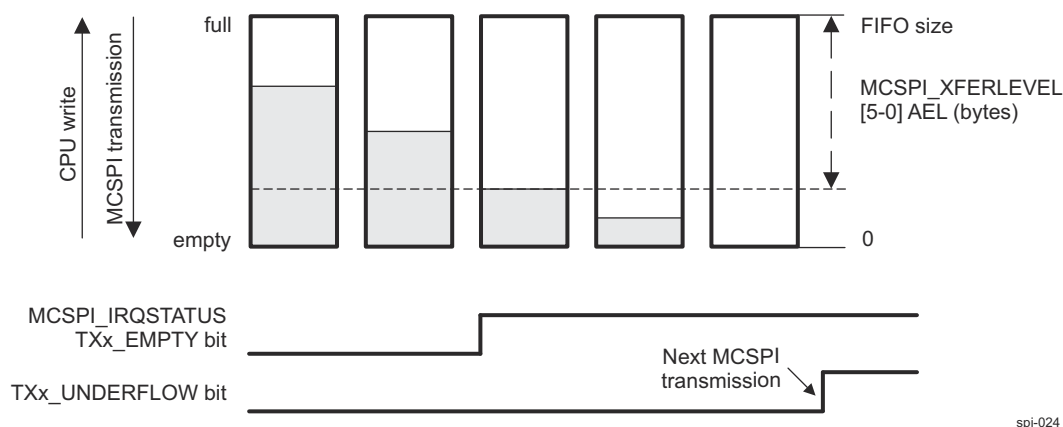 full
FIFO size
CPU write
MCSPI transmission
MCSPI_XFERLEVEL
[5-0] AEL (bytes)
empty
0
MCSPI_IRQSTATUS
TXx_EMPTY bit
Next MCSPI
transmission
TXx_UNDERFLOW bit
spi-024